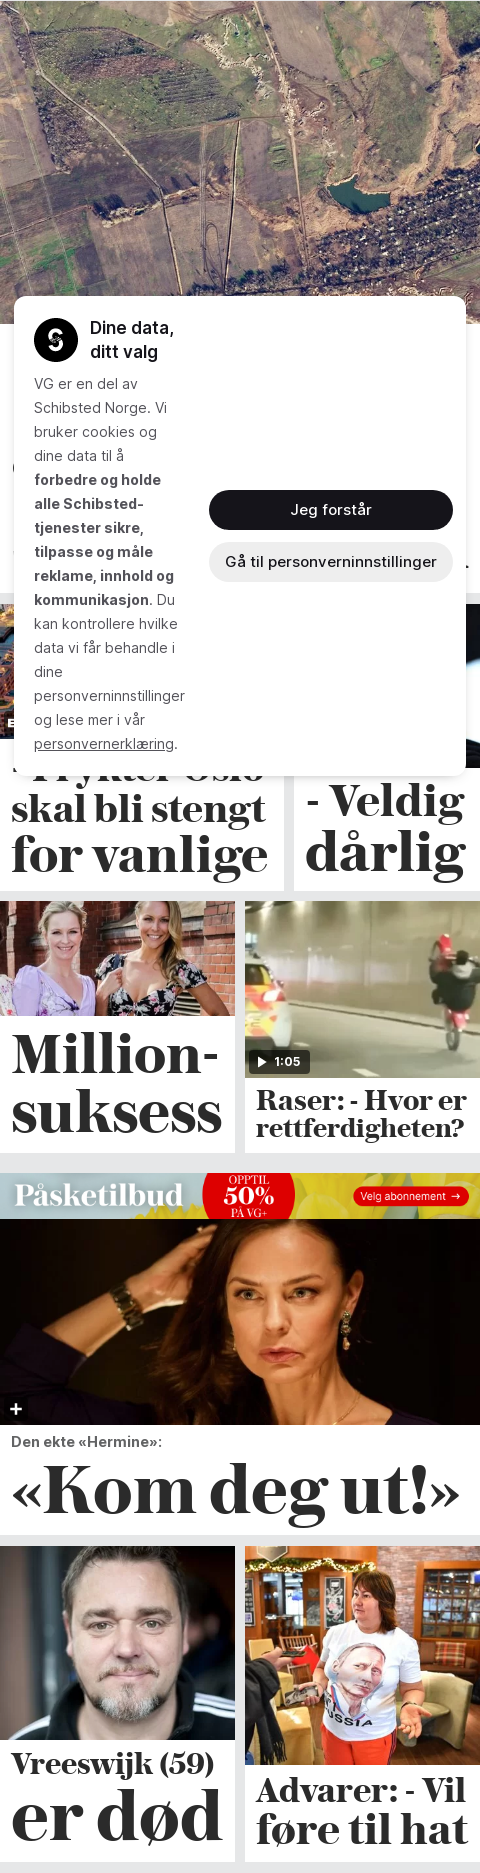 Dine data,
ditt valg
VG er en del av
Schibsted Norge. Vi
bruker cookies og
dine data til å
forbedre og holde
alle Schibsted-
tjenester sikre,
tilpasse og måle
reklame, innhold og
kommunikasjon. Du
kan kontrollere hvilke
data vi får behandle i
dine
personverninnstillinger
og lese mer i vår
personvernerklæring.
Jeg forstår
Gå til personverninnstillinger
skal bli stengt
for vanlige
- Veldig
dårlig
Million-
suksess
1:05
Raser: - Hvor er
rettferdigheten?
Påsketilbud
OPPTIL
50%
PÅ VG+
Velg abonnement →
Den ekte «Hermine»:
«Kom deg ut!»
Vreeswijk (59)
er død
Advarer: - Vil
føre til hat